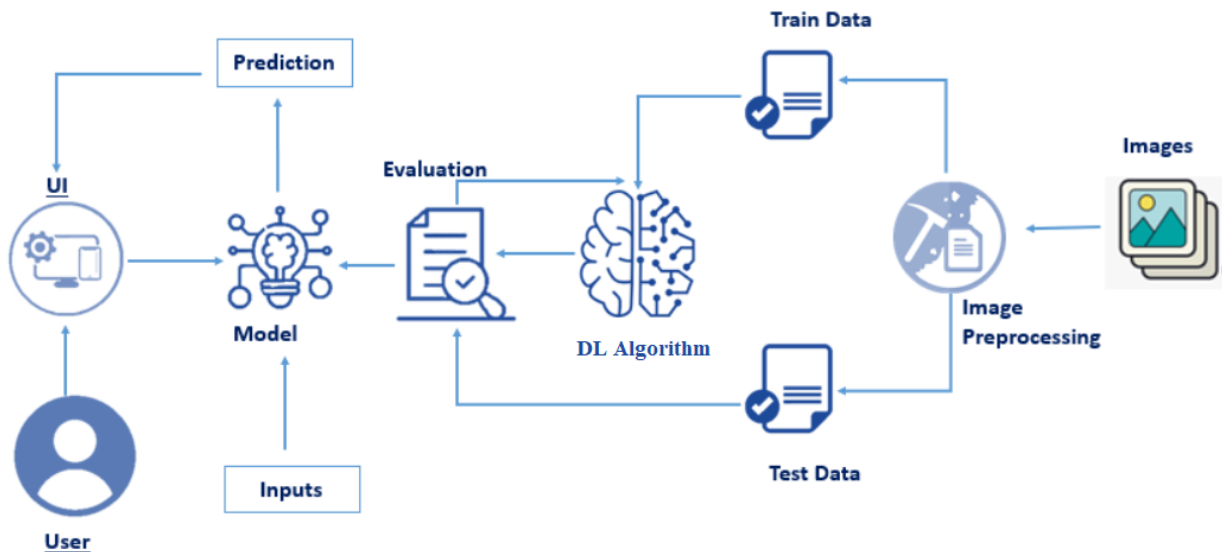 Train Data
Prediction
Images
Evaluation
UI
Image
Preprocessing
Model
DL Algorithm
Test Data
Inputs
User